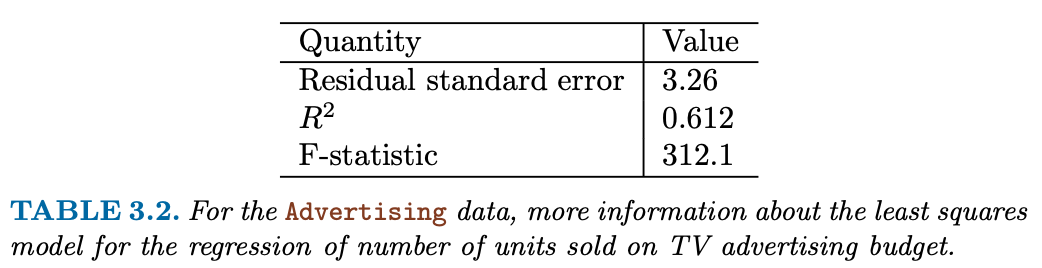 Quantity Value
Residual standard error 3.26
R² 0.612
F-statistic 312.1
TABLE 3.2. For the Advertising data, more information about the least squares
model for the regression of number of units sold on TV advertising budget.